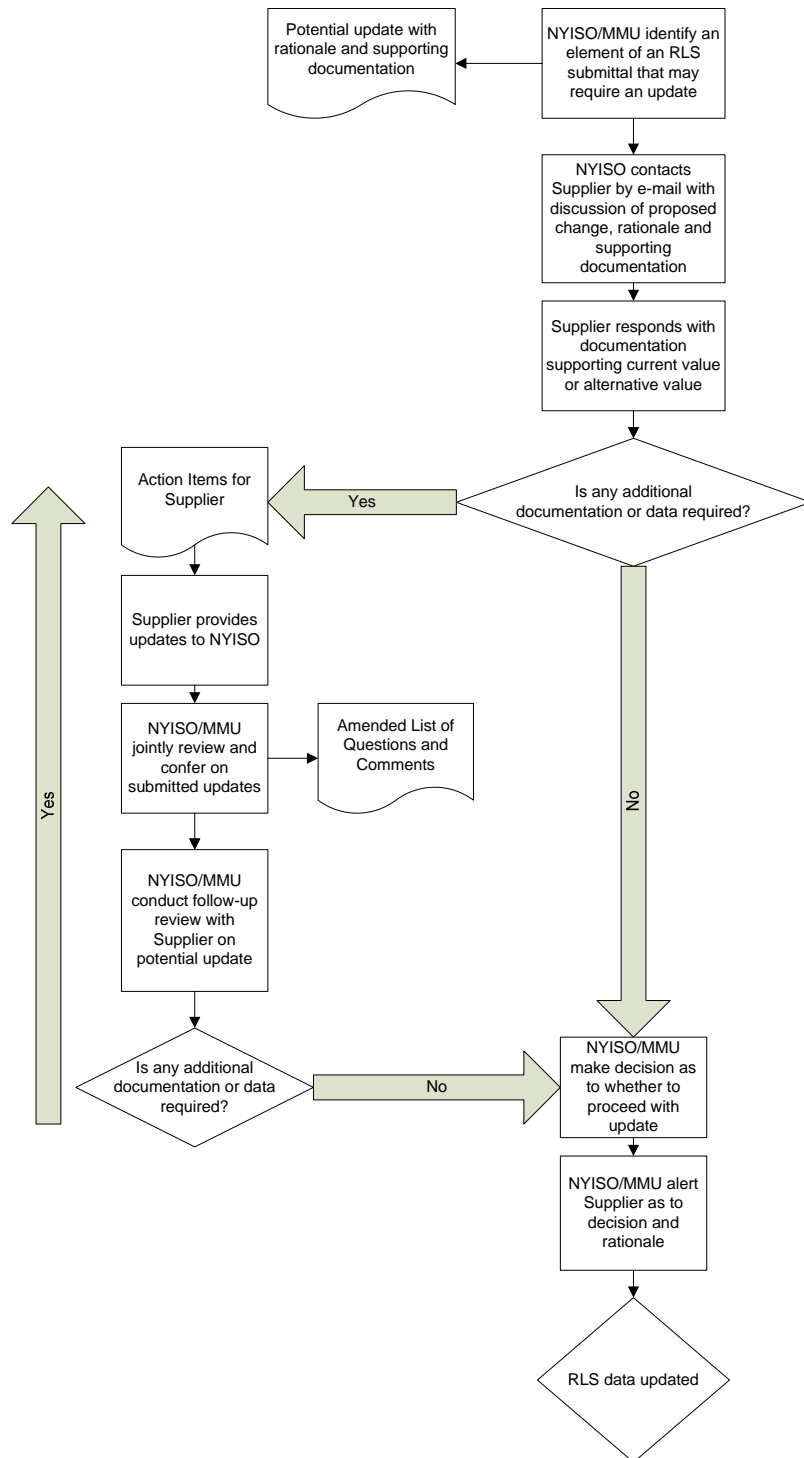 Potential update with
rationale and supporting
documentation
NYISO/MMU identify an
element of an RLS
submittal that may
require an update
NYISO contacts
Supplier by e-mail with
discussion of proposed
change, rationale and
supporting
documentation
Supplier responds with
documentation
supporting current value
or alternative value
Is any additional
documentation or data required?
Yes
Action Items for
Supplier
Supplier provides
updates to NYISO
NYISO/MMU
jointly review and
confer on
submitted updates
Amended List of
Questions and
Comments
NYISO/MMU
conduct follow-up
review with
Supplier on
potential update
Is any additional
documentation or data
required?
Yes
No
No
NYISO/MMU
make decision as
to whether to
proceed with
update
NYISO/MMU alert
Supplier as to
decision and
rationale
RLS data updated